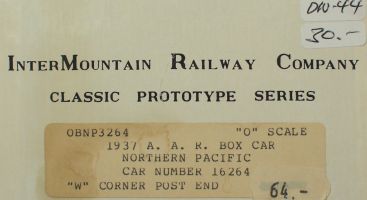 DW-44
30.-
INTERMOUNTAIN RAILWAY COMPANY
CLASSIC PROTOTYPE SERIES
OBNP3264 "O" SCALE
1937 A. A. R. BOX CAR
NORTHERN PACIFIC
CAR NUMBER 16264
"W" CORNER POST END
64.-